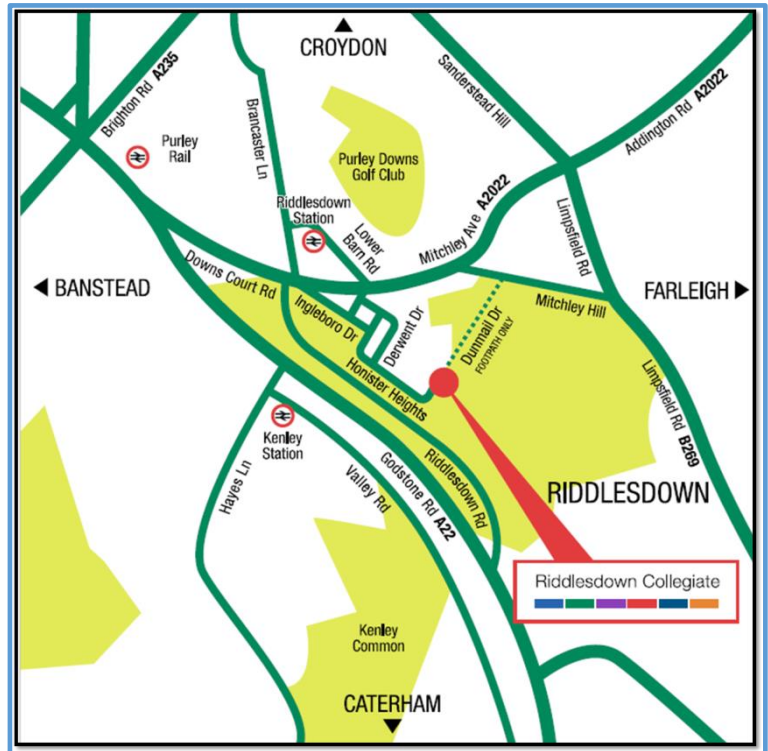 CROYDON
Brighton Rd A235
Brancaster Ln
Sanderstead Hill
Addington Rd A2022
Purley
Rail
Purley Downs
Golf Club
Riddlesdown
Station
Lower
Barn Rd
Mitchley Ave A2022
Limpsfield Rd
BANSTEAD
Downs Court Rd
Ingleboro Dr
Derwent Dr
Dunmail Dr
FOOTPATH ONLY
Mitchley Hill
FARLEIGH
Honister Heights
Limpsfield Rd B269
Kenley
Station
Hayes Ln
Valley Rd
Godstone Rd A22
Riddlesdown Rd
RIDDLESDOWN
Riddlesdown Collegiate
Kenley
Common
CATERHAM